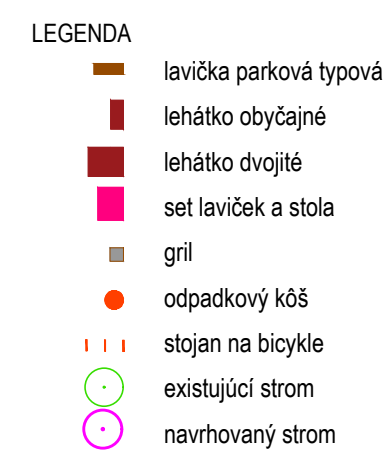 LEGENDA
lavička parková typová
lehátko obyčajné
lehátko dvojité
set laviček a stola
gril
odpadkový kôš
stojan na bicykle
existujúcí strom
navrhovaný strom